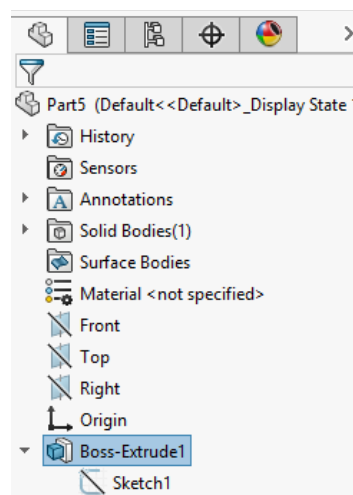 Part5 (Default<<Default>_Display State
History
Sensors
A Annotations
Solid Bodies(1)
Surface Bodies
Material <not specified>
Front
Top
Right
Origin
Boss-Extrude1
Sketch1